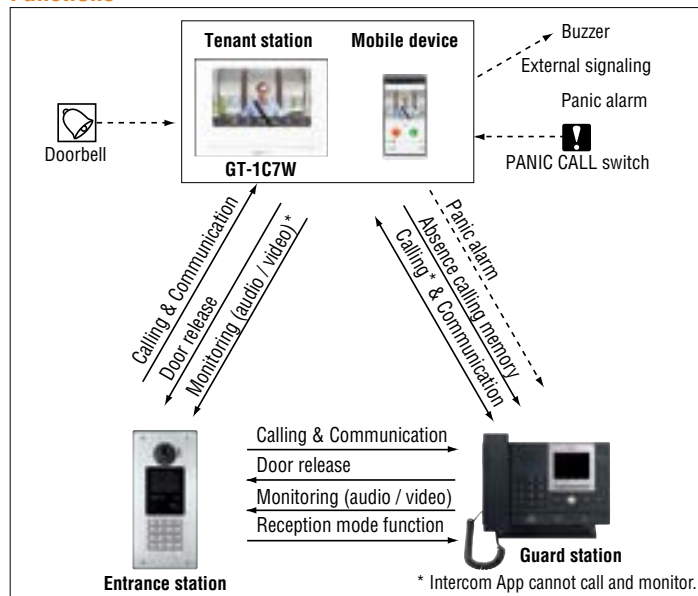 Functions
Tenant station
Mobile device
Buzzer
External signaling
Panic alarm
Doorbell
GT-1C7W
PANIC CALL switch
Calling & Communication
Door release
Monitoring (audio / video) *
Panic alarm
Absence calling memory
Calling * & Communication
Calling & Communication
Door release
Monitoring (audio / video)
Reception mode function
Entrance station
Guard station
* Intercom App cannot call and monitor.